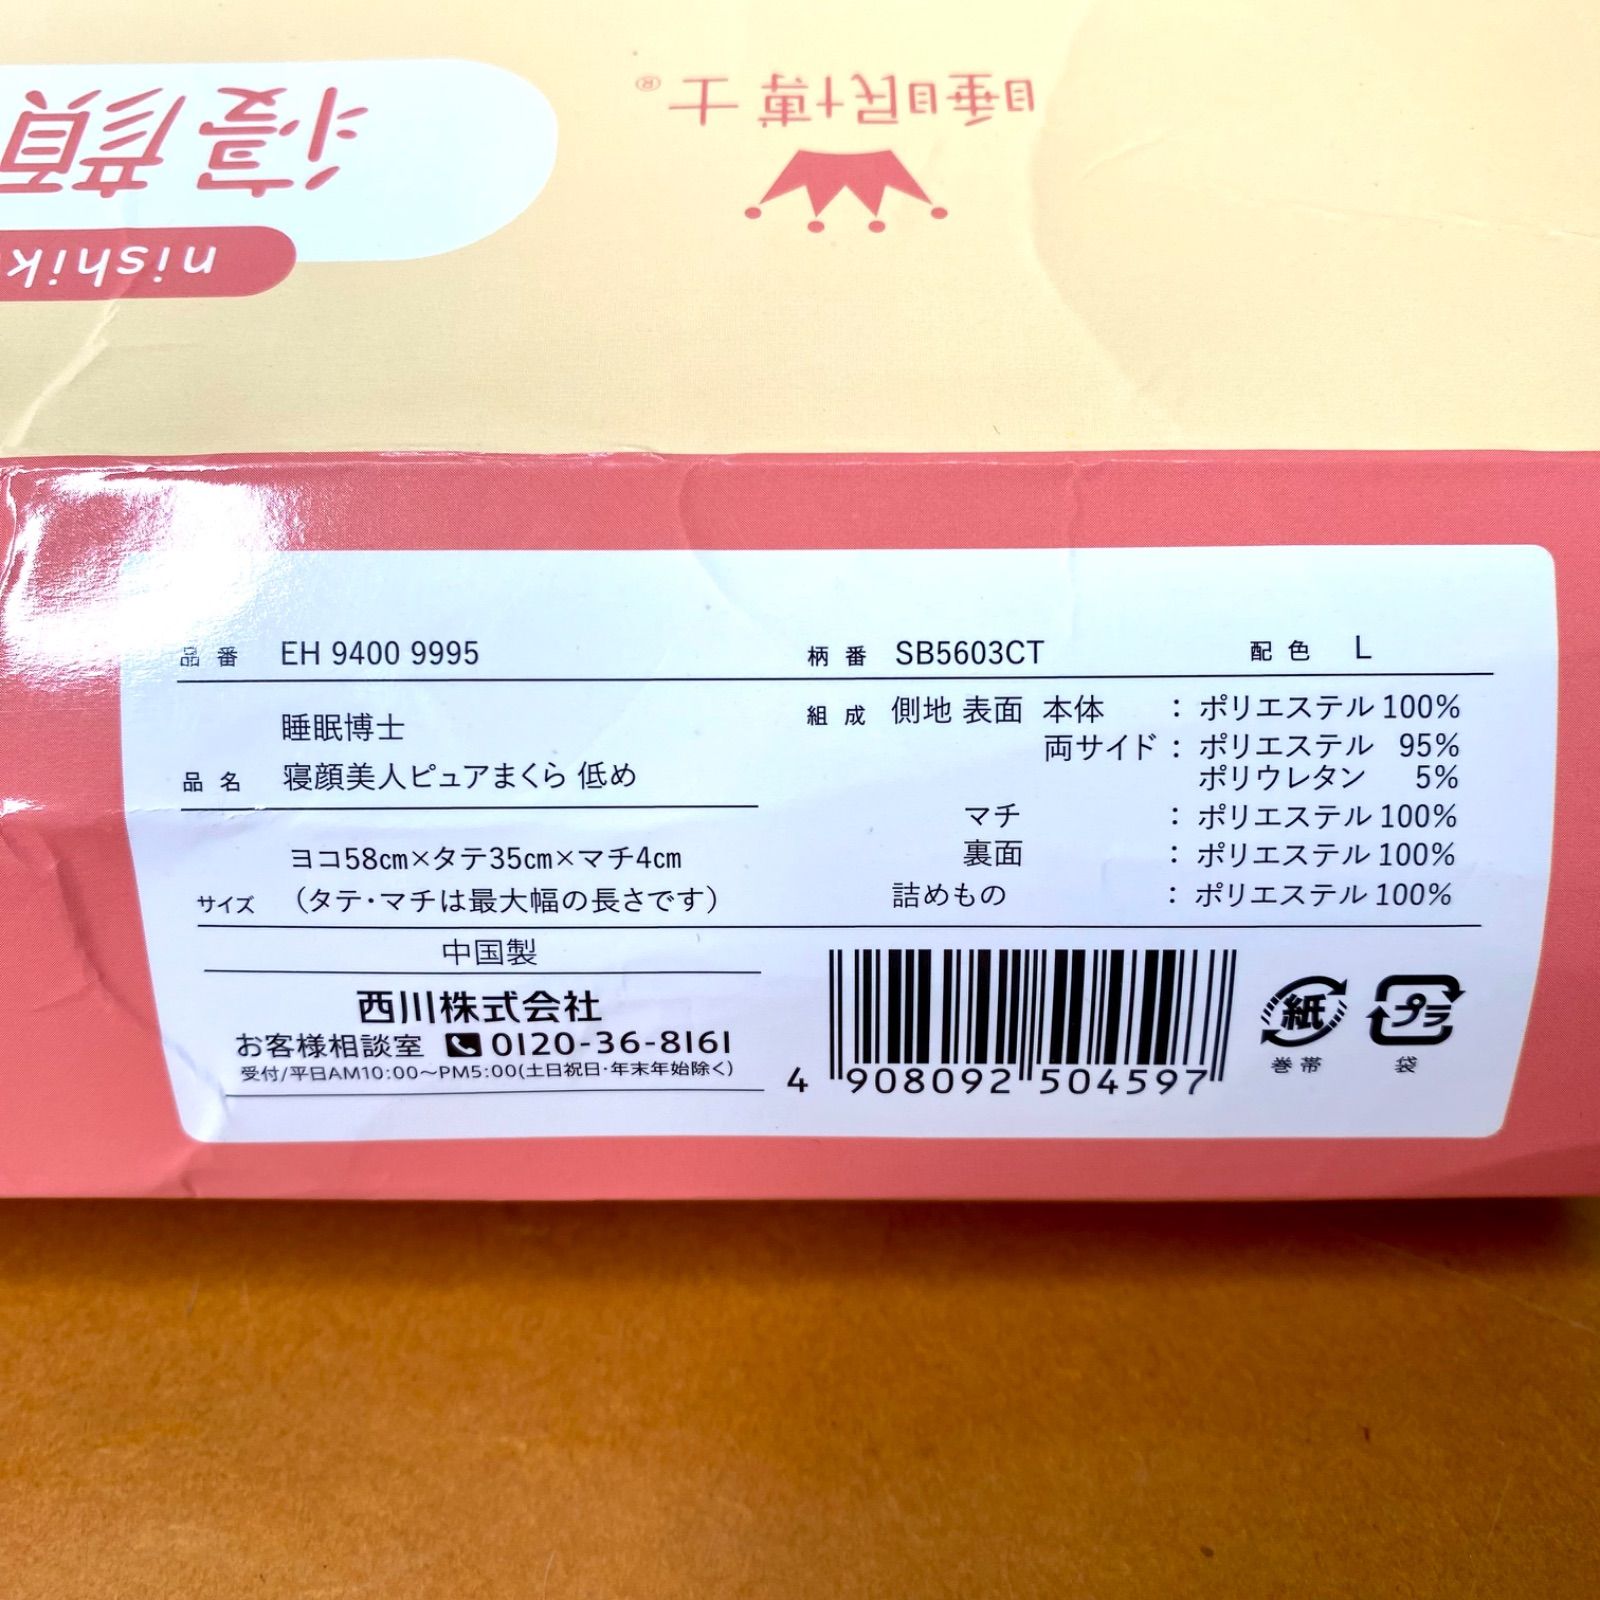 睡眠博士®
寝顔
nishik
品番 EH 9400 9995 柄番 SB5603CT 配色 L
睡眠博士
品名 寝顔美人ピュアまくら 低め
ヨコ58㎝×タテ35㎝×マチ4㎝
サイズ (タテ・マチは最大幅の長さです)
組成 側地 表面 本体 : ポリエステル 100%
両サイド : ポリエステル 95%
ポリウレタン 5%
マチ : ポリエステル 100%
裏面 : ポリエステル 100%
詰めもの : ポリエステル 100%
中国製
西川株式会社
お客様相談室 0120-36-8161
受付/平日AM10:00〜PM5:00(土日祝日・年末年始除く)
4 908092 504597
紙
巻帯
プラ
袋